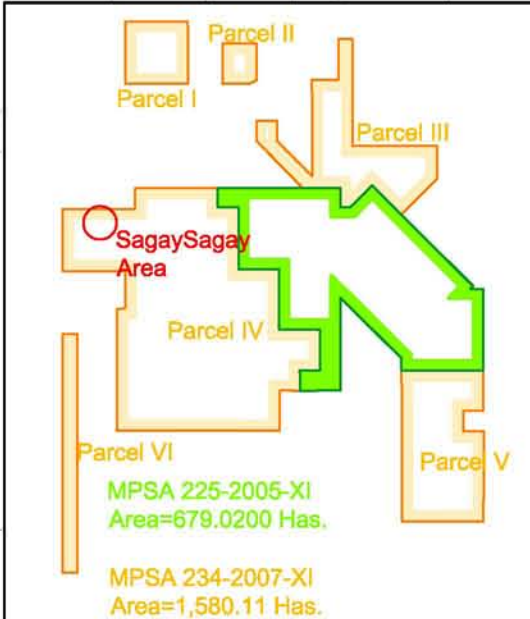 Parcel II
Parcel I
Parcel III
SagaySagay
Area
Parcel IV
Parcel VI
Parcel V
MPSA 225-2005-XI
Area=679.0200 Has.
MPSA 234-2007-XI
Area=1,580.11 Has.